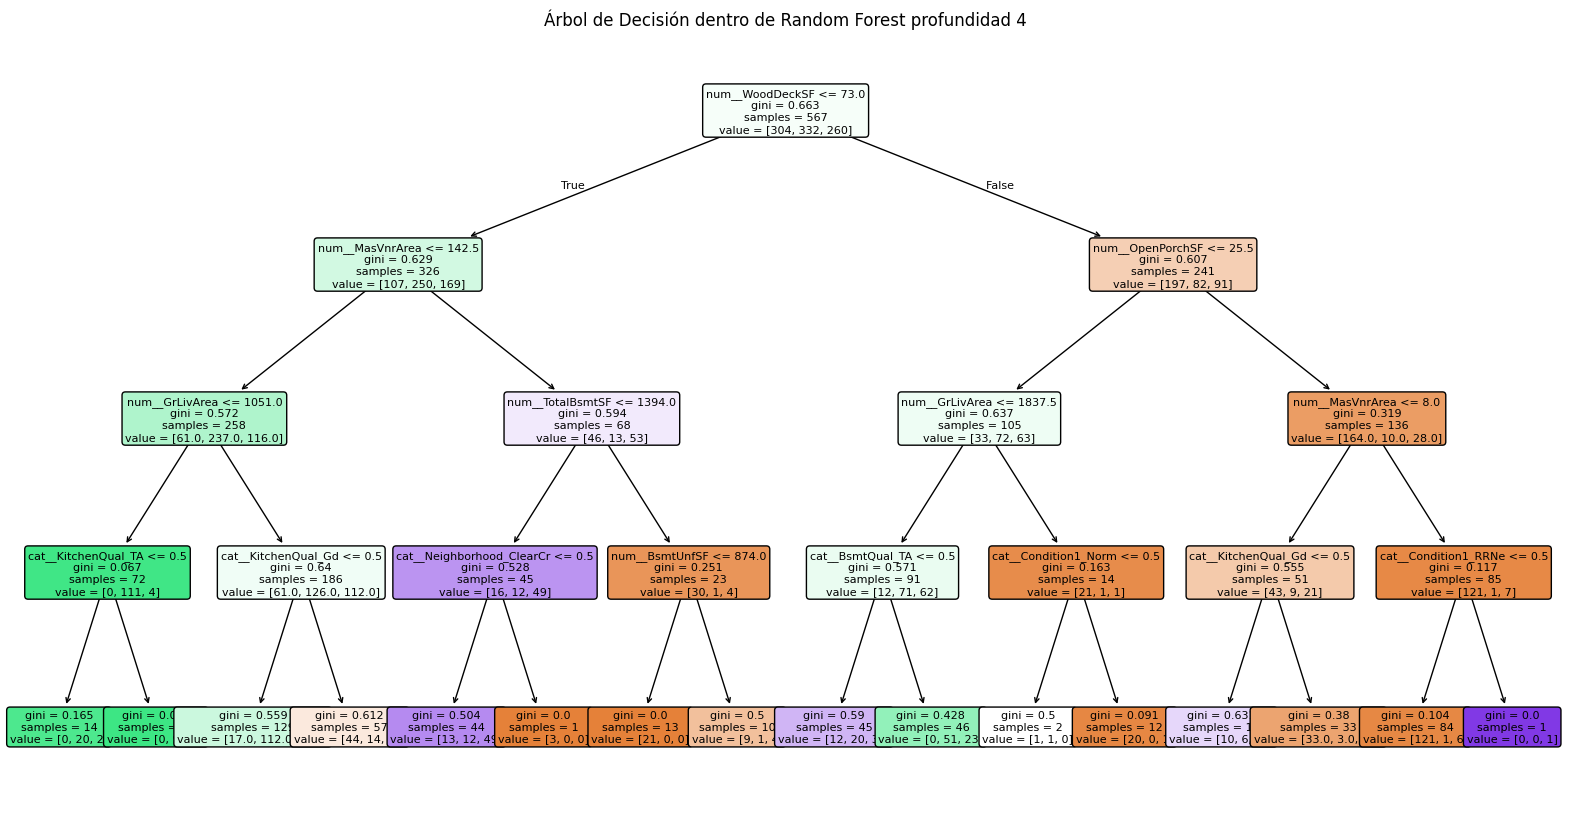 Árbol de Decisión dentro de Random Forest profundidad 4
num__WoodDeckSF <= 73.0
gini = 0.663
samples = 567
value = [304, 332, 260]
True
False
num__MasVnrArea <= 142.5
gini = 0.629
samples = 326
value = [107, 250, 169]
num__OpenPorchSF <= 25.5
gini = 0.607
samples = 241
value = [197, 82, 91]
num__GrLivArea <= 1051.0
gini = 0.572
samples = 258
value = [61.0, 237.0, 116.0]
num__TotalBsmtSF <= 1394.0
gini = 0.594
samples = 68
value = [46, 13, 53]
num__GrLivArea <= 1837.5
gini = 0.637
samples = 105
value = [33, 72, 63]
num__MasVnrArea <= 8.0
gini = 0.319
samples = 136
value = [164.0, 10.0, 28.0]
cat__KitchenQual_TA <= 0.5
gini = 0.067
samples = 72
value = [0, 111, 4]
cat__KitchenQual_Gd <= 0.5
gini = 0.64
samples = 186
value = [61.0, 126.0, 112.0]
cat__Neighborhood_ClearCr <= 0.5
gini = 0.528
samples = 45
value = [16, 12, 49]
num__BsmtUnfSF <= 874.0
gini = 0.251
samples = 23
value = [30, 1, 4]
cat__BsmtQual_TA <= 0.5
gini = 0.571
samples = 91
value = [12, 71, 62]
cat__Condition1_Norm <= 0.5
gini = 0.163
samples = 14
value = [21, 1, 1]
cat__KitchenQual_Gd <= 0.5
gini = 0.555
samples = 51
value = [43, 9, 21]
cat__Condition1_RRNe <= 0.5
gini = 0.117
samples = 85
value = [121, 1, 7]
gini = 0.165
samples = 14
value = [0, 20, 2
gini = 0.0
samples =
value = [0,
gini = 0.559
samples = 129
value = [17.0, 112.0
gini = 0.612
samples = 57
value = [44, 14,
gini = 0.504
samples = 44
value = [13, 12, 49
gini = 0.0
samples = 1
value = [3, 0, 0]
gini = 0.0
samples = 13
value = [21, 0, 0]
gini = 0.5
samples = 10
value = [9, 1,
gini = 0.59
samples = 45
value = [12, 20,
gini = 0.428
samples = 46
value = [0, 51, 23
gini = 0.5
samples = 2
value = [1, 1, 0]
gini = 0.091
samples = 12
value = [20, 0,
gini = 0.63
samples = 1
value = [10, 6,
gini = 0.38
samples = 33
value = [33.0, 3.0,
gini = 0.104
samples = 84
value = [121, 1, 6
gini = 0.0
samples = 1
value = [0, 0, 1]